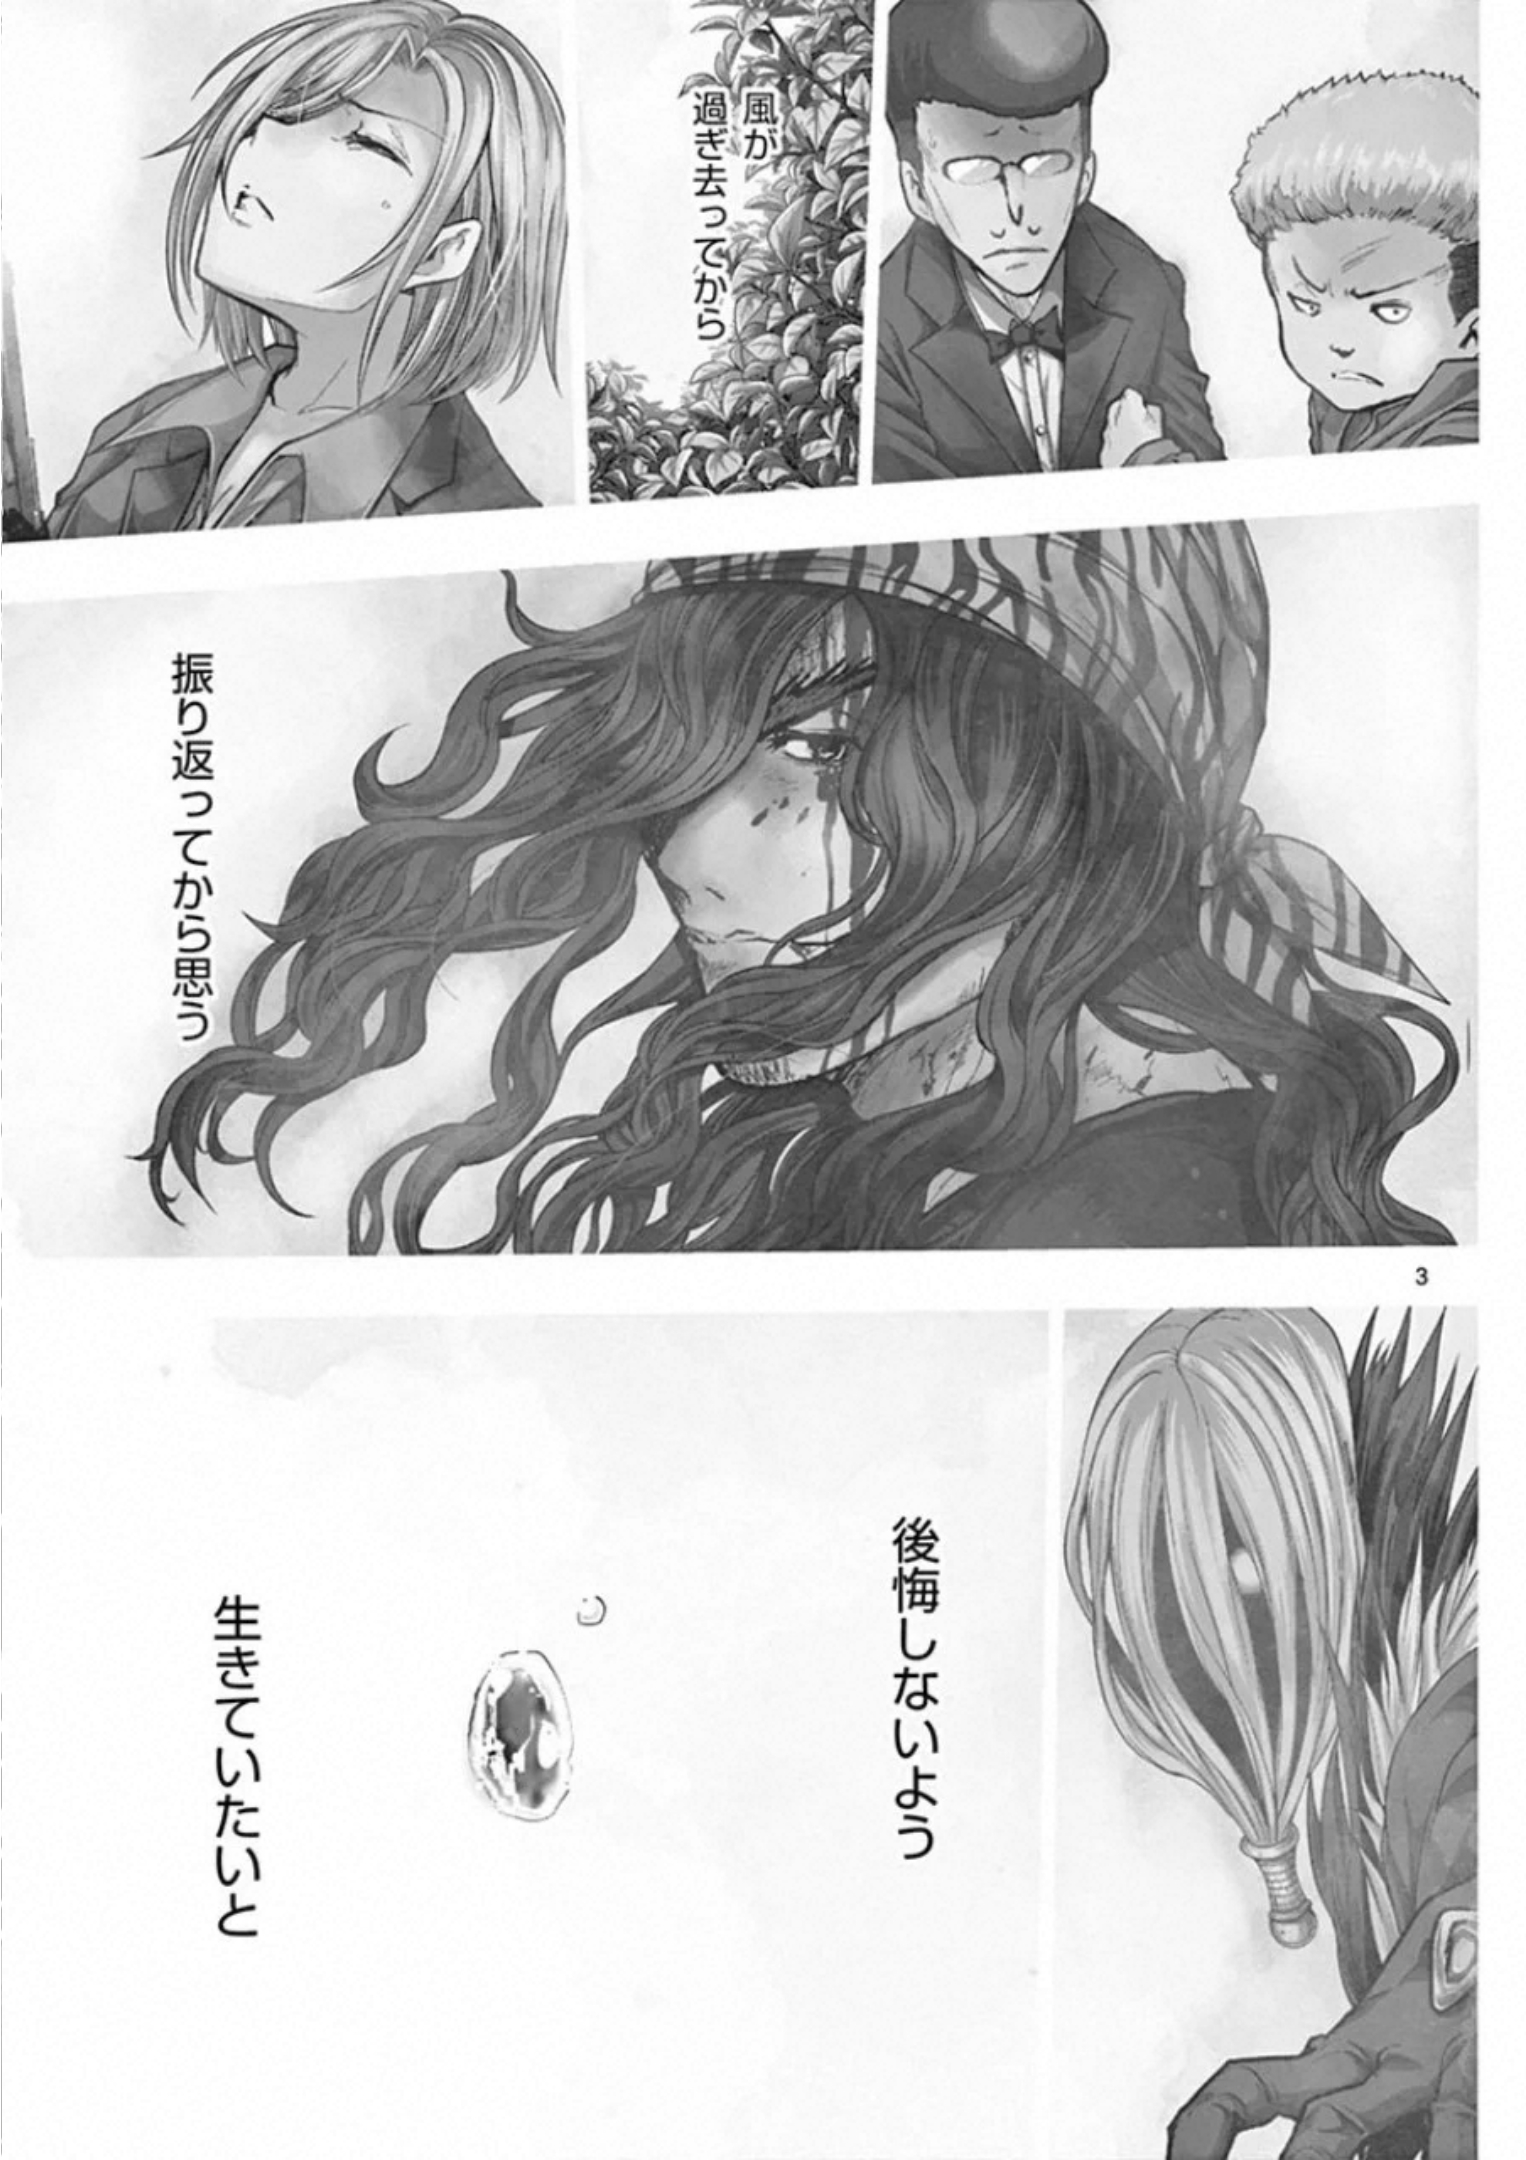 風が
過ぎ去ってから
振り返ってから思う
3
後悔しないよう
生きていたいと